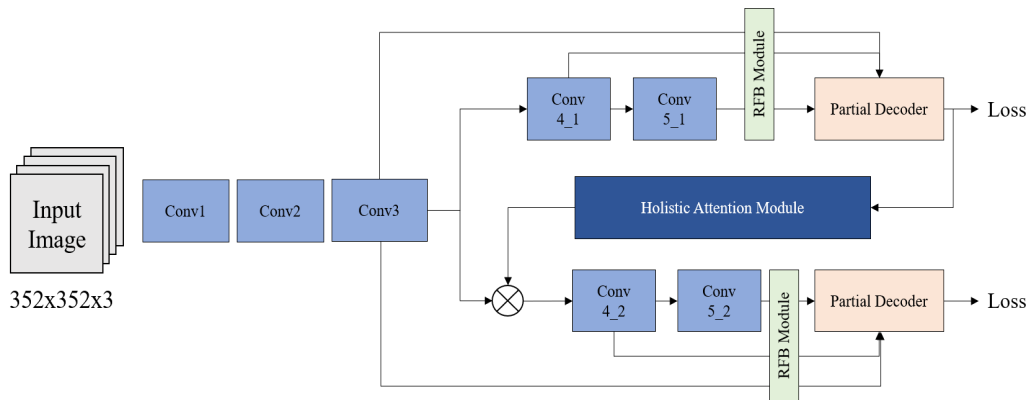 Input
Image
352x352x3
Conv1
Conv2
Conv3
Conv
4_1
Conv
5_1
RFB Module
Partial Decoder
Loss
Holistic Attention Module
Conv
4_2
Conv
5_2
RFB Module
Partial Decoder
Loss